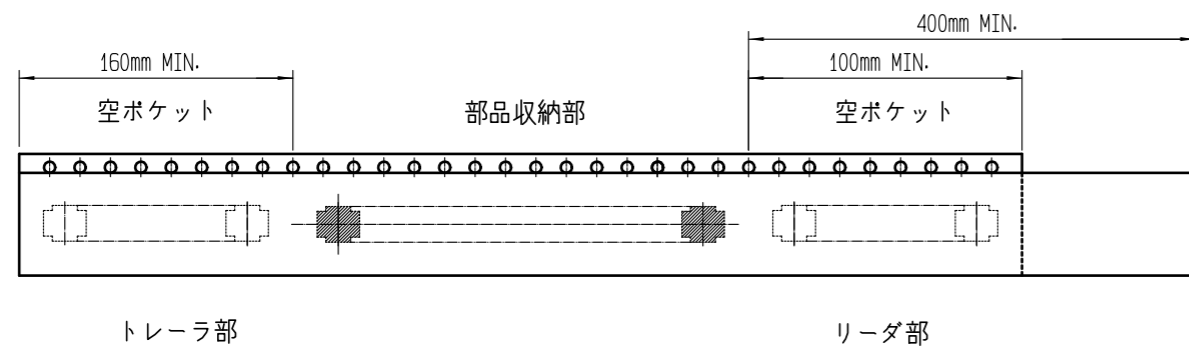 400mm MIN.
160mm MIN.
100mm MIN.
空ポケット
部品収納部
空ポケット
トレーラ部
リーダ部